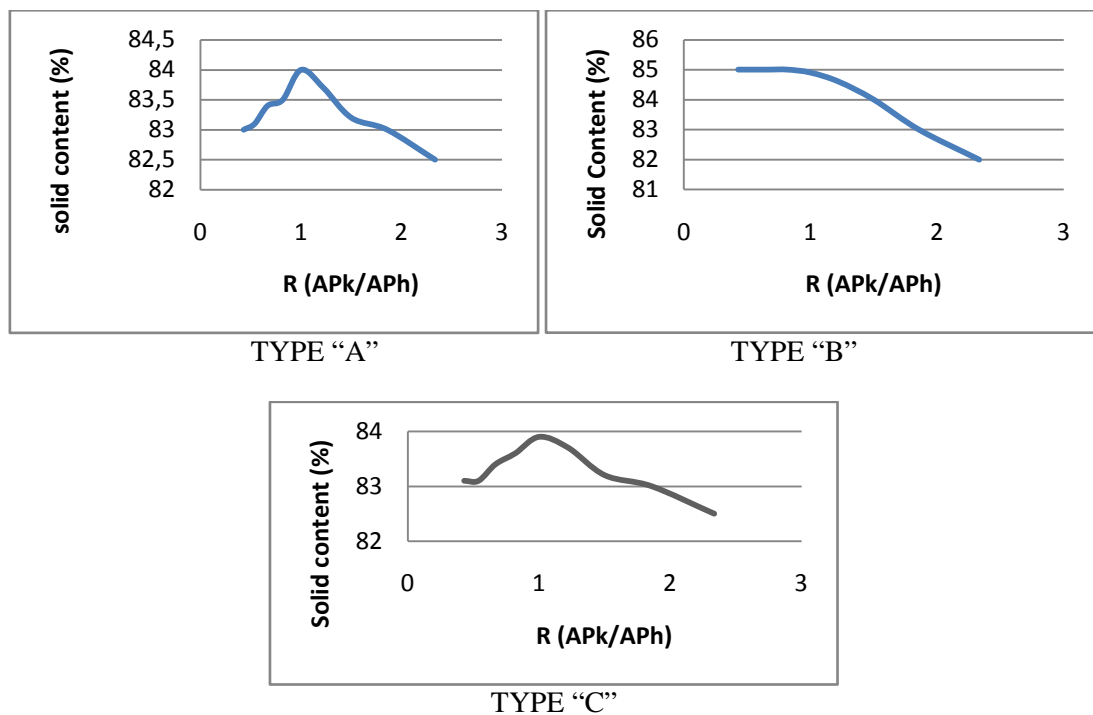 solid content (%)
84,5
84
83,5
83
82,5
82
0 1 2 3
R (APk/APh)
TYPE “A”
Solid Content (%)
86
85
84
83
82
81
0 1 2 3
R (APk/APh)
TYPE “B”
Solid content (%)
84
83
82
0 1 2 3
R (APk/APh)
TYPE “C”